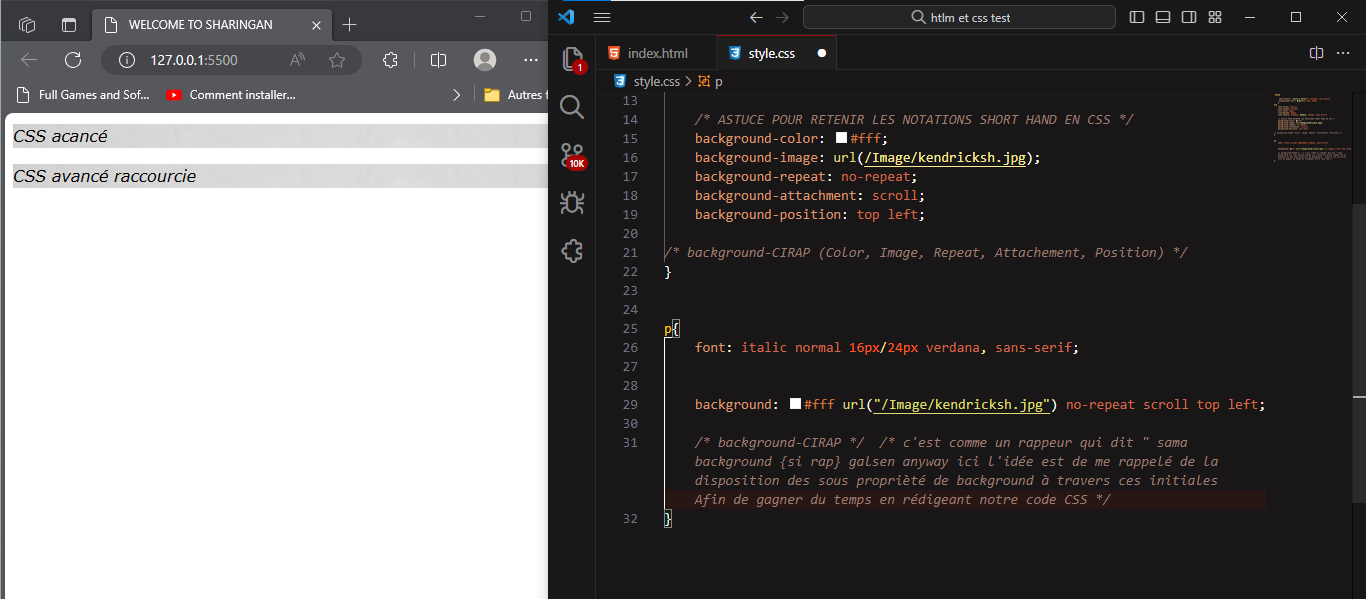 WELCOME TO SHARINGAN
127.0.0.1:5500
Full Games and Sof...
Comment installer...
Autres f
CSS acancé
CSS avancé raccourcie
htlm et css test
1
10K
index.html
style.css
style.css > p
13
14 /* ASTUCE POUR RETENIR LES NOTATIONS SHORT HAND EN CSS */
15 background-color: #fff;
16 background-image: url(/Image/kendricksh.jpg);
17 background-repeat: no-repeat;
18 background-attachment: scroll;
19 background-position: top left;
20
21 /* background-CIRAP (Color, Image, Repeat, Attachement, Position) */
22 }
23
24
25 p{
26 font: italic normal 16px/24px verdana, sans-serif;
27
28
29 background: #fff url("/Image/kendricksh.jpg") no-repeat scroll top left;
30
31 /* background-CIRAP */ /* c'est comme un rappeur qui dit " sama
background {si rap} galsen anyway ici l'idée est de me rappelé de la
disposition des sous propriètè de background à travers ces initiales
Afin de gagner du temps en rédigeant notre code CSS */
32 }